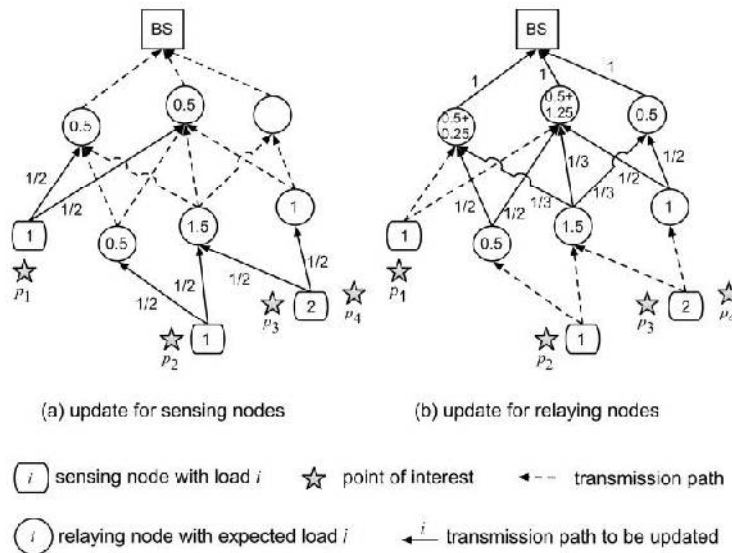 BS
0.5
0.5
1/2
1/2
1
0.5
1.5
1
1/2
1/2
1/2
1/2
p1
p2
1
p3
2
p4
(a) update for sensing nodes
BS
1
1
1
0.5+
0.25
0.5+
1.25
0.5
1/2
1/2
1/3
1/3
1/3
1/2
1/2
1
0.5
1.5
1
p1
p2
1
p3
2
p4
(b) update for relaying nodes
i sensing node with load i
point of interest
transmission path
i relaying node with expected load i
i transmission path to be updated